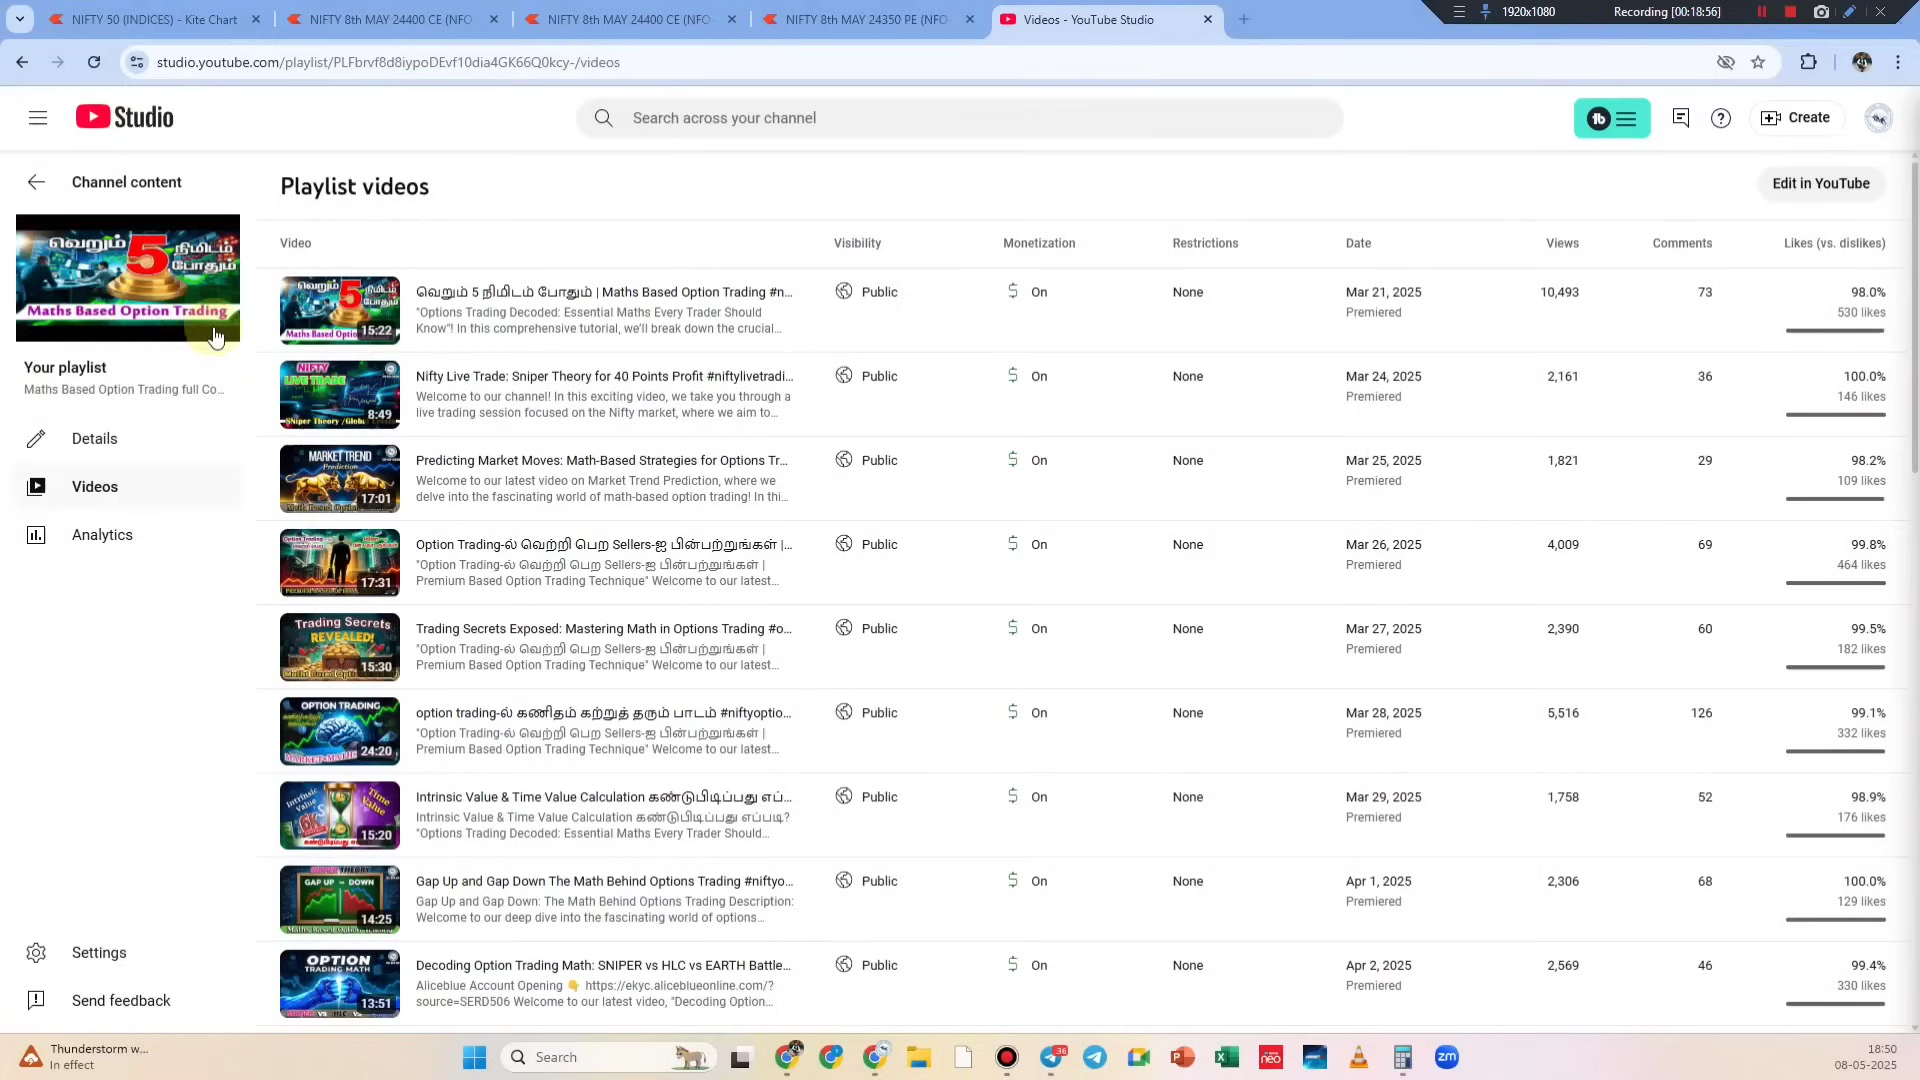 NIFTY 50 (INDICES) - Kite Chart
NIFTY 8th MAY 24400 CE (NFO
NIFTY 8th MAY 24400 CE (NFO
NIFTY 8th MAY 24350 PE (NFO
Videos - YouTube Studio
1920x1080
Recording [00:18:56]
studio.youtube.com/playlist/PLFbrvf8d8iypoDEvf10dia4GK66Q0kcy-/videos
Studio
Search across your channel
Create
Channel content
Playlist videos
Edit in YouTube
வெறும் 5 நிமிடம் போதும்
Maths Based Option Trading
Your playlist
Maths Based Option Trading full Co...
Details
Videos
Analytics
Settings
Send feedback
Video Visibility Monetization Restrictions Date Views Comments Likes (vs. dislikes)
15:22
வெறும் 5 நிமிடம் போதும் | Maths Based Option Trading #n... Public On None Mar 21, 2025 10,493 73 98.0%
"Options Trading Decoded: Essential Maths Every Trader Should Premiered 530 likes
Know"! In this comprehensive tutorial, we'll break down the crucial...
NIFTY
LIVE TRADE
8:49
Nifty Live Trade: Sniper Theory for 40 Points Profit #niftylivetradi... Public On None Mar 24, 2025 2,161 36 100.0%
Welcome to our channel! In this exciting video, we take you through a Premiered 146 likes
live trading session focused on the Nifty market, where we aim to...
MARKET TREND
Prediction
17:01
Predicting Market Moves: Math-Based Strategies for Options Tr... Public On None Mar 25, 2025 1,821 29 98.2%
Welcome to our latest video on Market Trend Prediction, where we Premiered 109 likes
delve into the fascinating world of math-based option trading! In thi...
17:31
Option Trading-ல் வெற்றி பெற Sellers-ஐ பின்பற்றுங்கள் |... Public On None Mar 26, 2025 4,009 69 99.8%
"Option Trading-ல் வெற்றி பெற Sellers-ஐ பின்பற்றுங்கள் | Premiered 464 likes
Premium Based Option Trading Technique" Welcome to our latest...
Trading Secrets
REVEALED!
15:30
Trading Secrets Exposed: Mastering Math in Options Trading #o... Public On None Mar 27, 2025 2,390 60 99.5%
"Option Trading-ல் வெற்றி பெற Sellers-ஐ பின்பற்றுங்கள் | Premiered 182 likes
Premium Based Option Trading Technique" Welcome to our latest...
OPTION TRADING
24:20
option trading-ல் கணிதம் கற்றுத் தரும் பாடம் #niftyoptio... Public On None Mar 28, 2025 5,516 126 99.1%
"Option Trading-ல் வெற்றி பெற Sellers-ஐ பின்பற்றுங்கள் | Premiered 332 likes
Premium Based Option Trading Technique" Welcome to our latest...
Intrinsic Value
Time Value
15:20
Intrinsic Value & Time Value Calculation கண்டுபிடிப்பது எப்... Public On None Mar 29, 2025 1,758 52 98.9%
Intrinsic Value & Time Value Calculation கண்டுபிடிப்பது எப்படி? Premiered 176 likes
"Options Trading Decoded: Essential Maths Every Trader Should...
GAP UP vs DOWN
14:25
Gap Up and Gap Down The Math Behind Options Trading #niftyo... Public On None Apr 1, 2025 2,306 68 100.0%
Gap Up and Gap Down: The Math Behind Options Trading Description: Premiered 129 likes
Welcome to our deep dive into the fascinating world of options...
OPTION
TRADING MATH
13:51
Decoding Option Trading Math: SNIPER vs HLC vs EARTH Battle... Public On None Apr 2, 2025 2,569 46 99.4%
Aliceblue Account Opening 👇 https://ekyc.aliceblueonline.com/? Premiered 330 likes
source=SERD506 Welcome to our latest video, "Decoding Option...
Thunderstorm w...
In effect
Search
36
neo
zm
18:50
08-05-2025